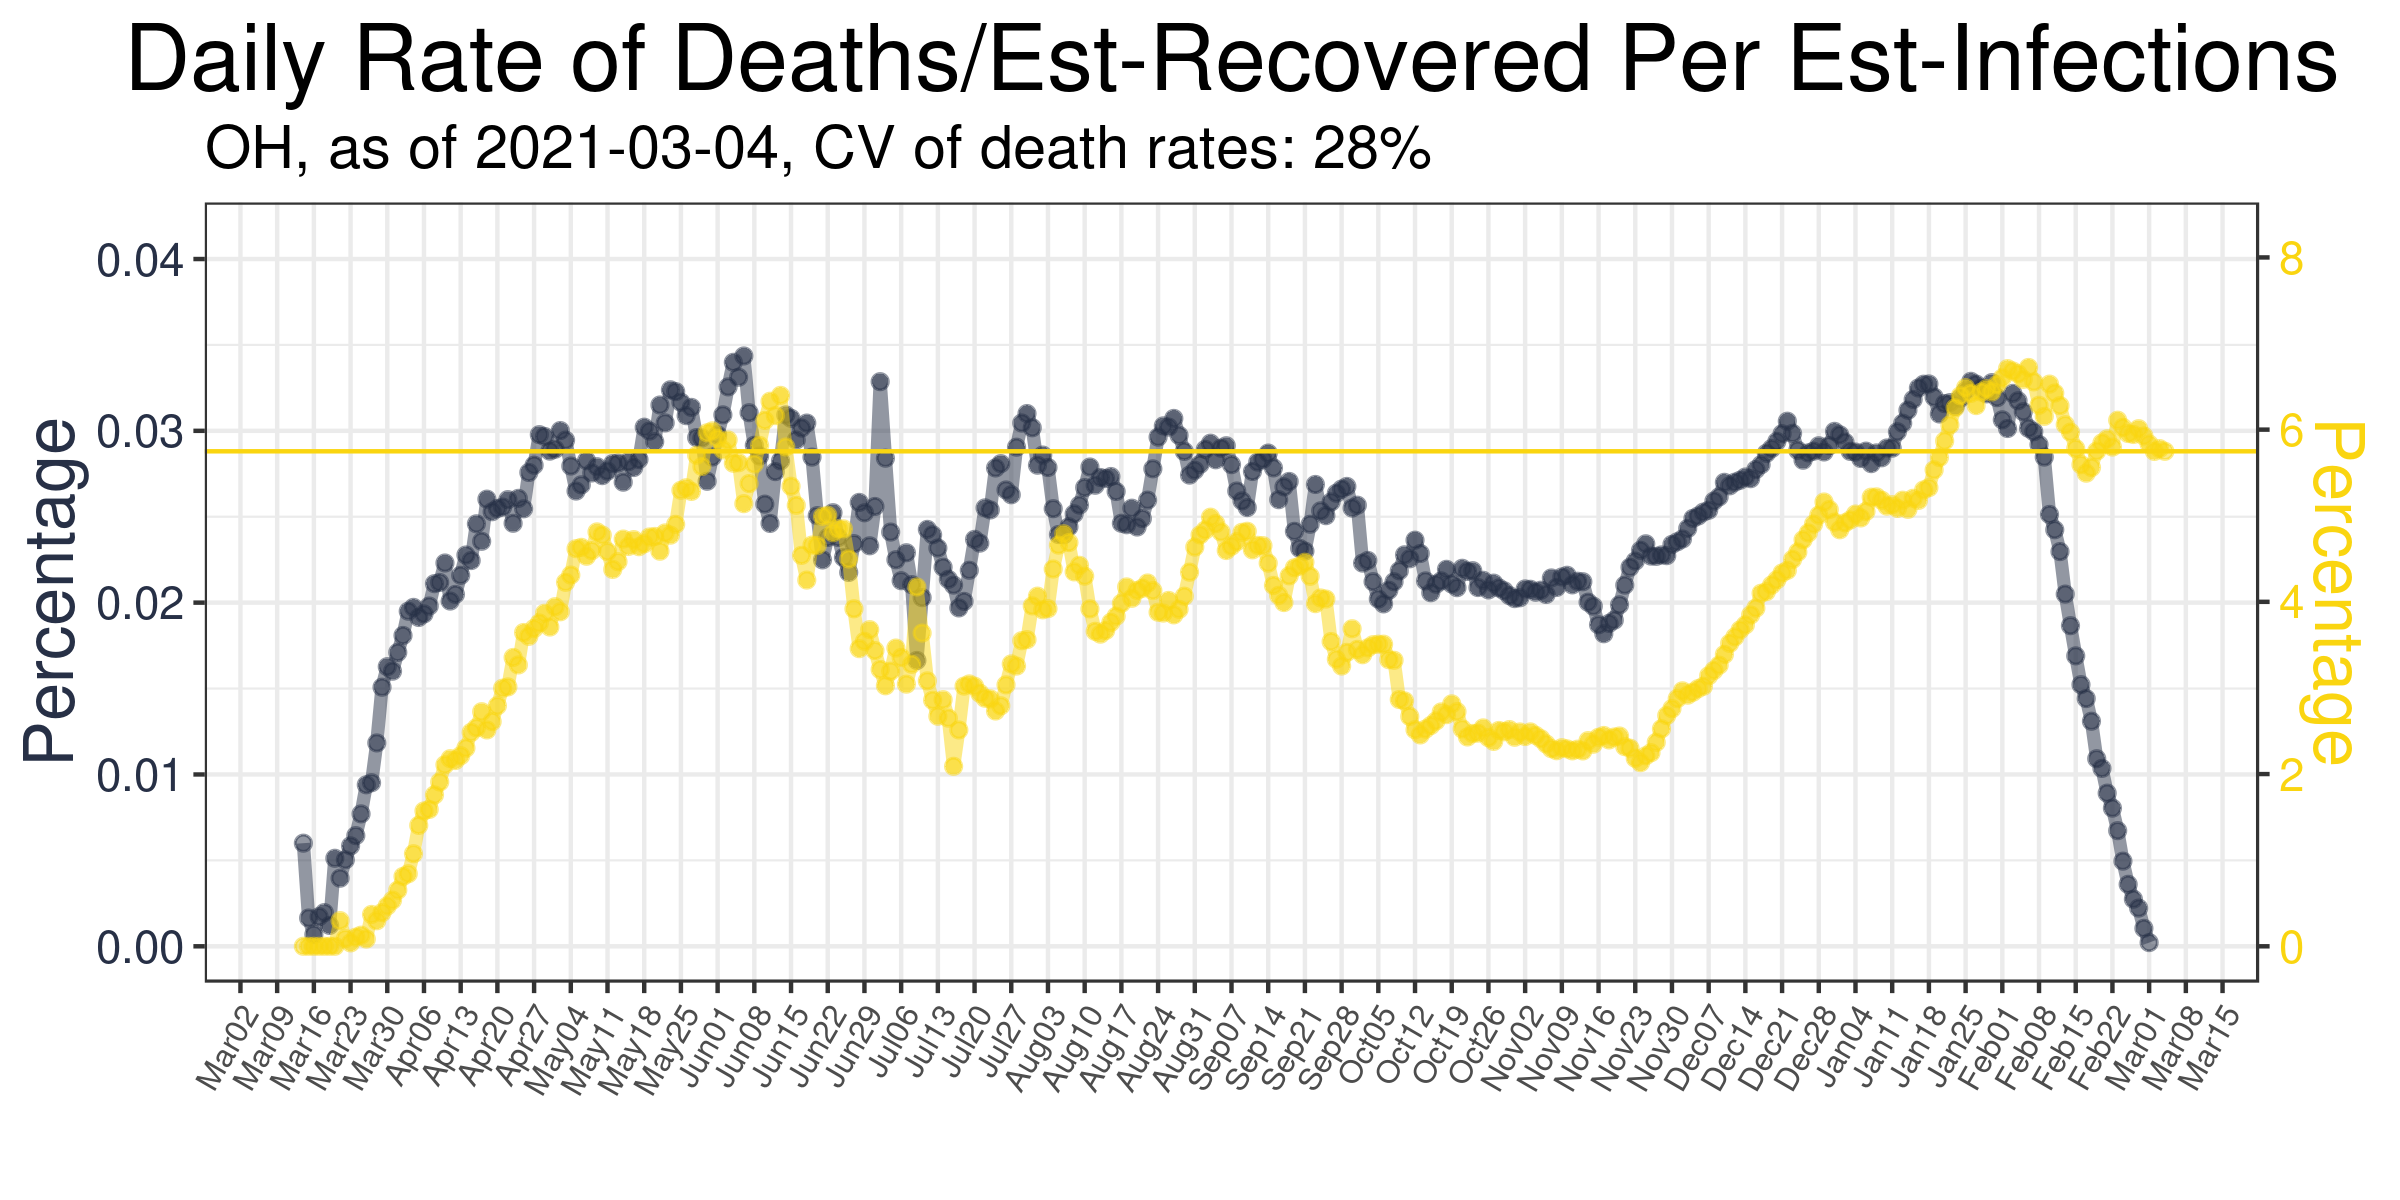 Daily Rate of Deaths/Est-Recovered Per Est-Infections
OH, as of 2021-03-04, CV of death rates: 28%
Percentage
0.04
0.03
0.02
0.01
0.00
8
6
4
2
0
Percentage
Mar02 Mar09 Mar16 Mar23 Mar30 Apr06 Apr13 Apr20 Apr27 May04 May11 May18 May25 Jun01 Jun08 Jun15 Jun22 Jun29 Jul06 Jul13 Jul20 Jul27 Aug03 Aug10 Aug17 Aug24 Aug31 Sep07 Sep14 Sep21 Sep28 Oct05 Oct12 Oct19 Oct26 Nov02 Nov09 Nov16 Nov23 Nov30 Dec07 Dec14 Dec21 Dec28 Jan04 Jan11 Jan18 Jan25 Feb01 Feb08 Feb15 Feb22 Mar01 Mar08 Mar15